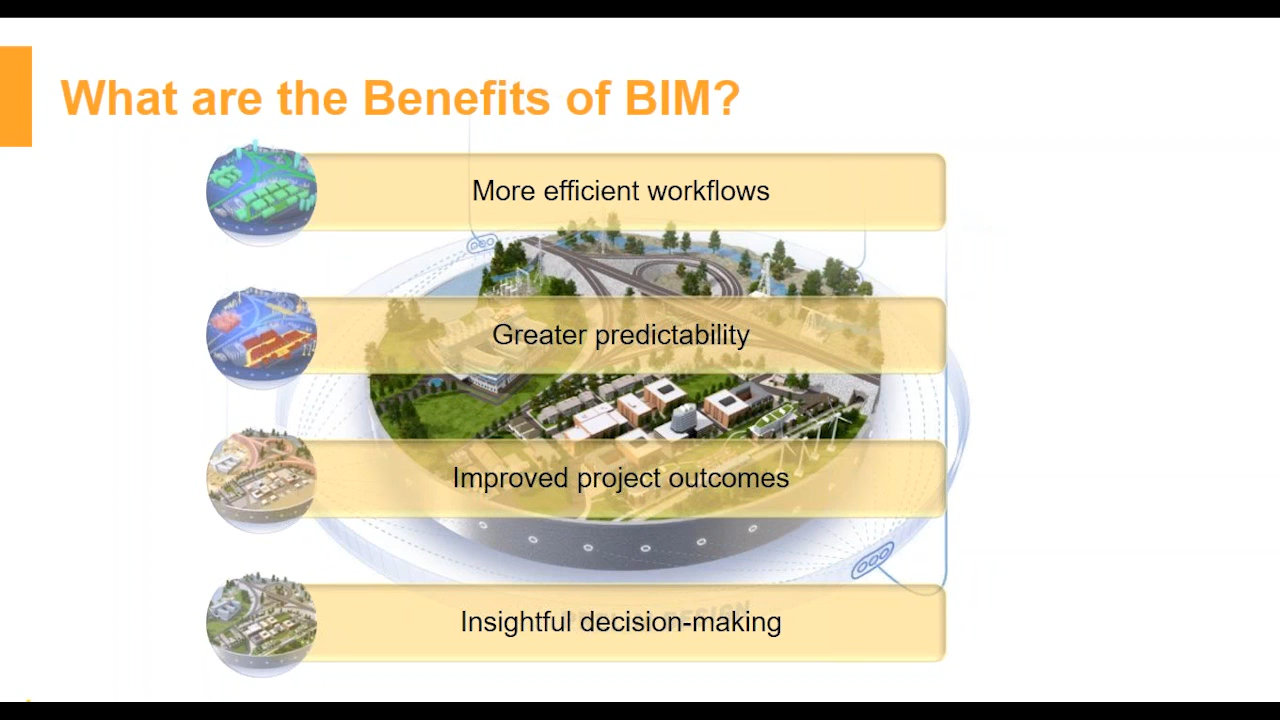 What are the Benefits of BIM?
More efficient workflows
Greater predictability
Improved project outcomes
Insightful decision-making